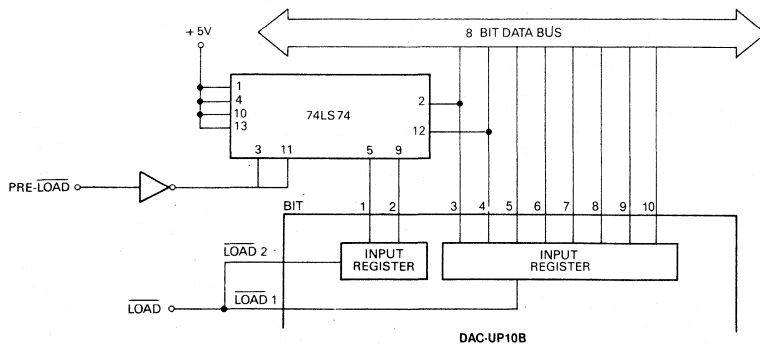 +5V
8 BIT DATA BUS
1
4
10
13
74LS74
2
12
3 11 5 9
PRE-LOAD
BIT 1 2 3 4 5 6 7 8 9 10
LOAD 2
INPUT
REGISTER
INPUT
REGISTER
LOAD
LOAD 1
DAC-UP10B